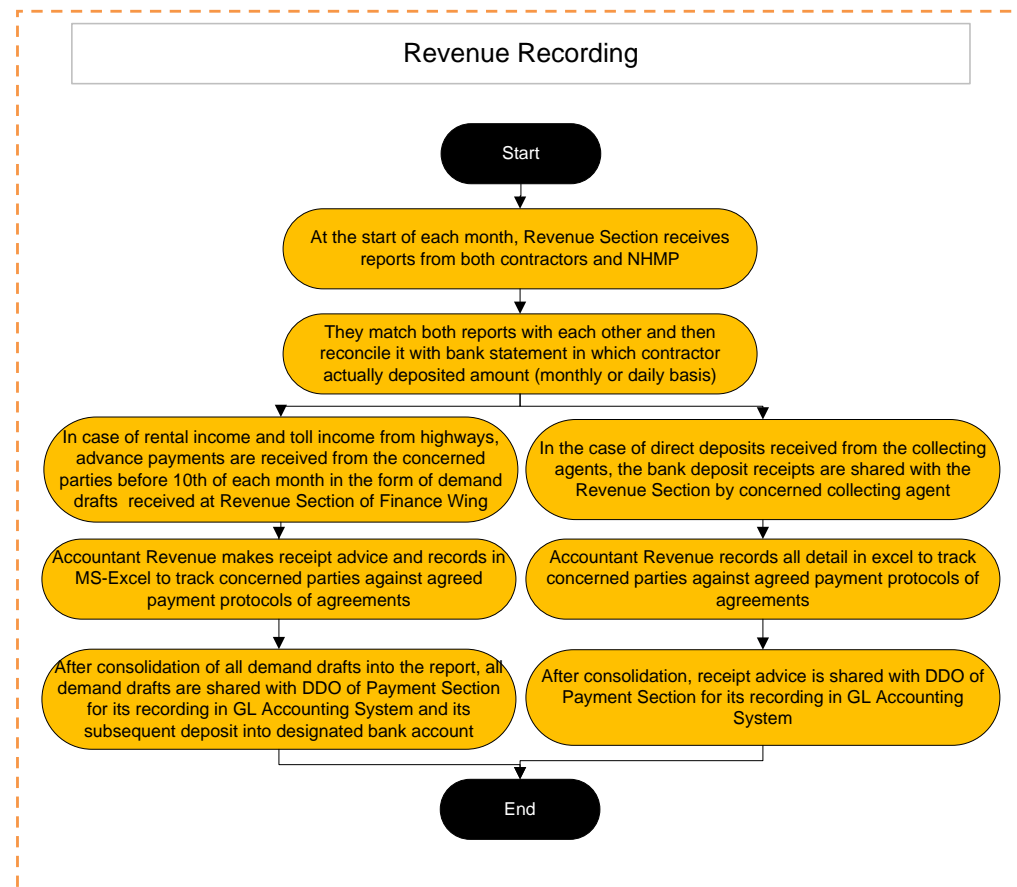 Revenue Recording
Start
At the start of each month, Revenue Section receives
reports from both contractors and NHMP
They match both reports with each other and then
reconcile it with bank statement in which contractor
actually deposited amount (monthly or daily basis)
In case of rental income and toll income from highways,
advance payments are received from the concerned
parties before 10th of each month in the form of demand
drafts received at Revenue Section of Finance Wing
In the case of direct deposits received from the collecting
agents, the bank deposit receipts are shared with the
Revenue Section by concerned collecting agent
Accountant Revenue makes receipt advice and records in
MS-Excel to track concerned parties against agreed
payment protocols of agreements
Accountant Revenue records all detail in excel to track
concerned parties against agreed payment protocols of
agreements
After consolidation of all demand drafts into the report, all
demand drafts are shared with DDO of Payment Section
for its recording in GL Accounting System and its
subsequent deposit into designated bank account
After consolidation, receipt advice is shared with DDO of
Payment Section for its recording in GL Accounting
System
End